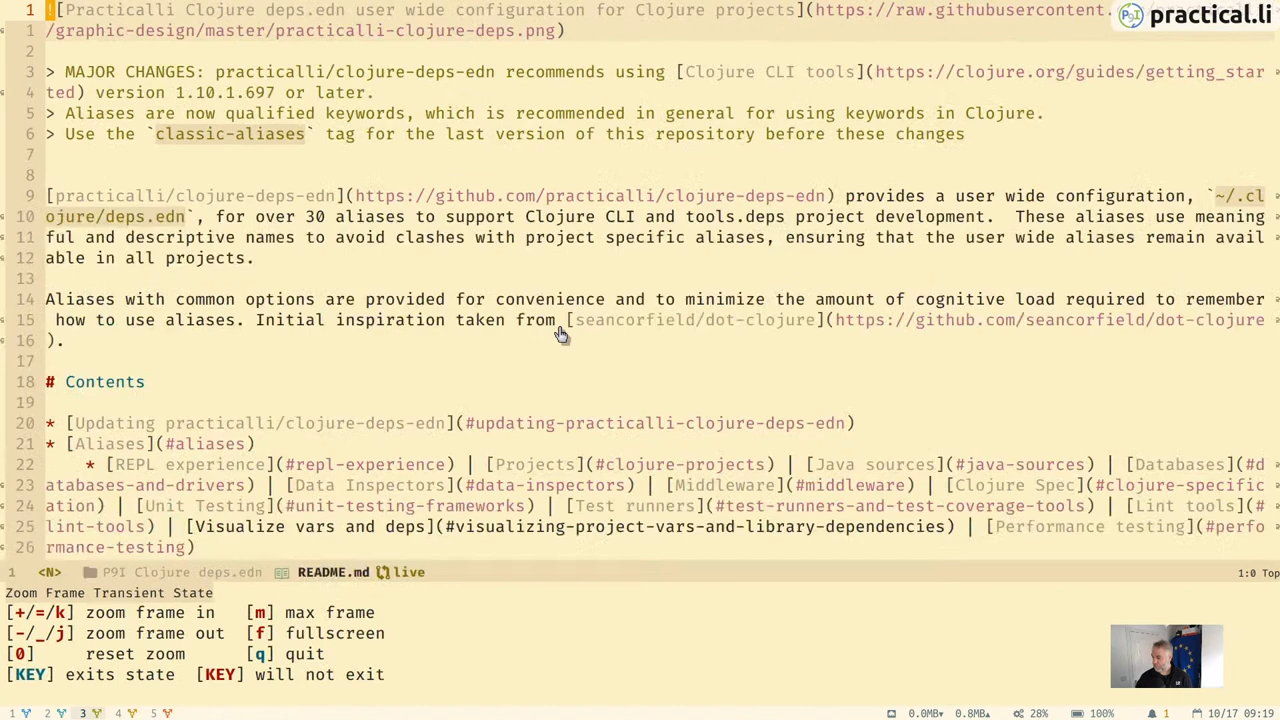 1 ![Practicalli Clojure deps.edn user wide configuration for Clojure projects](https://raw.githubusercontent.
practical.li
1 /graphic-design/master/practicalli-clojure-deps.png)
2
3 > MAJOR CHANGES: practicalli/clojure-deps-edn recommends using [Clojure CLI tools](https://clojure.org/guides/getting_star
4 ted) version 1.10.1.697 or later.
5 > Aliases are now qualified keywords, which is recommended in general for using keywords in Clojure.
6 > Use the `classic-aliases` tag for the last version of this repository before these changes
7
8
9 [practicalli/clojure-deps-edn](https://github.com/practicalli/clojure-deps-edn) provides a user wide configuration, `~/.cl
10 ojure/deps.edn`, for over 30 aliases to support Clojure CLI and tools.deps project development.  These aliases use meaning
11 ful and descriptive names to avoid clashes with project specific aliases, ensuring that the user wide aliases remain avail
12 able in all projects.
13
14 Aliases with common options are provided for convenience and to minimize the amount of cognitive load required to remember
15  how to use aliases. Initial inspiration taken from [seancorfield/dot-clojure](https://github.com/seancorfield/dot-clojure
16 ).
17
18 # Contents
19
20 * [Updating practicalli/clojure-deps-edn](#updating-practicalli-clojure-deps-edn)
21 * [Aliases](#aliases)
22     * [REPL experience](#repl-experience) | [Projects](#clojure-projects) | [Java sources](#java-sources) | [Databases](#d
23 atabases-and-drivers) | [Data Inspectors](#data-inspectors) | [Middleware](#middleware) | [Clojure Spec](#clojure-specific
24 ation) | [Unit Testing](#unit-testing-frameworks) | [Test runners](#test-runners-and-test-coverage-tools) | [Lint tools](#
25 lint-tools) | [Visualize vars and deps](#visualizing-project-vars-and-library-dependencies) | [Performance testing](#perfo
26 rmance-testing)
1 <N> P9I Clojure deps.edn README.md live 1:0 Top
Zoom Frame Transient State
[+/=/k] zoom frame in [m] max frame
[-/_/j] zoom frame out [f] fullscreen
[0] reset zoom [q] quit
[KEY] exits state [KEY] will not exit
1 2 3 4 5 0.0MB 0.8MB 28% 100% 1 10/17 09:19